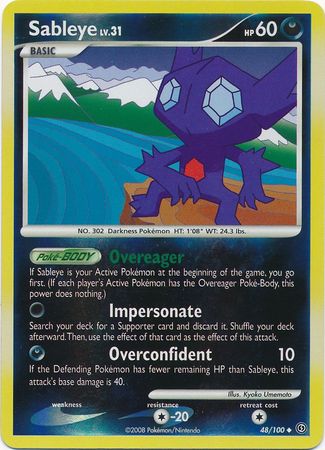 Sableye LV.31 HP 60
BASIC
NO. 302 Darkness Pokémon HT: 1'08" WT: 24.3 lbs.
Poké-BODY Overeager
If Sableye is your Active Pokémon at the beginning of the game, you go
first. (If each player's Active Pokémon has the Overeager Poké-Body, this
power does nothing.)
Impersonate
Search your deck for a Supporter card and discard it. Shuffle your deck
afterward. Then, use the effect of that card as the effect of this attack.
Overconfident 10
If the Defending Pokémon has fewer remaining HP than Sableye, this
attack's base damage is 40.
Illus. Kyoko Umemoto
weakness resistance retreat cost
-20
©2008 Pokémon/Nintendo 48/100